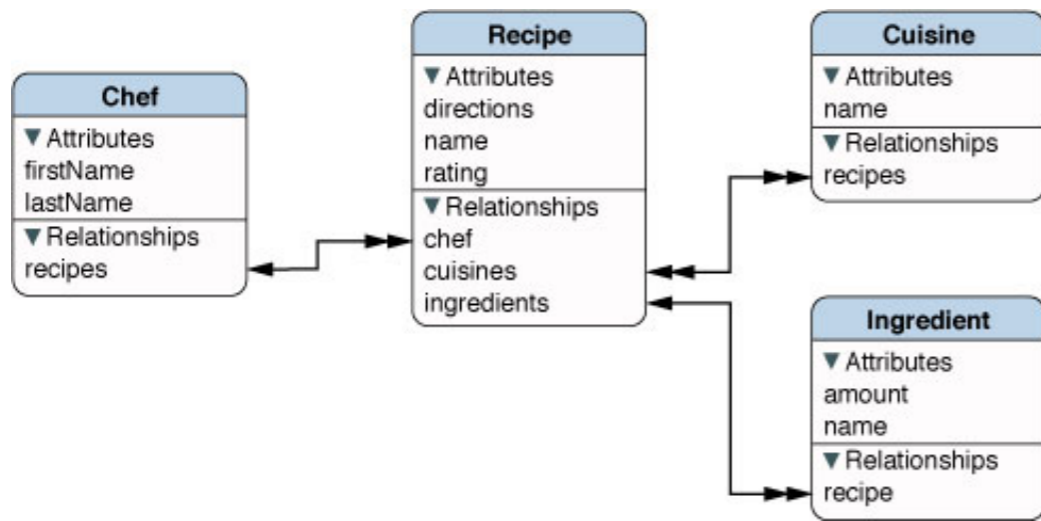 Chef
▼ Attributes
firstName
lastName
▼ Relationships
recipes
Recipe
▼ Attributes
directions
name
rating
▼ Relationships
chef
cuisines
ingredients
Cuisine
▼ Attributes
name
▼ Relationships
recipes
Ingredient
▼ Attributes
amount
name
▼ Relationships
recipe